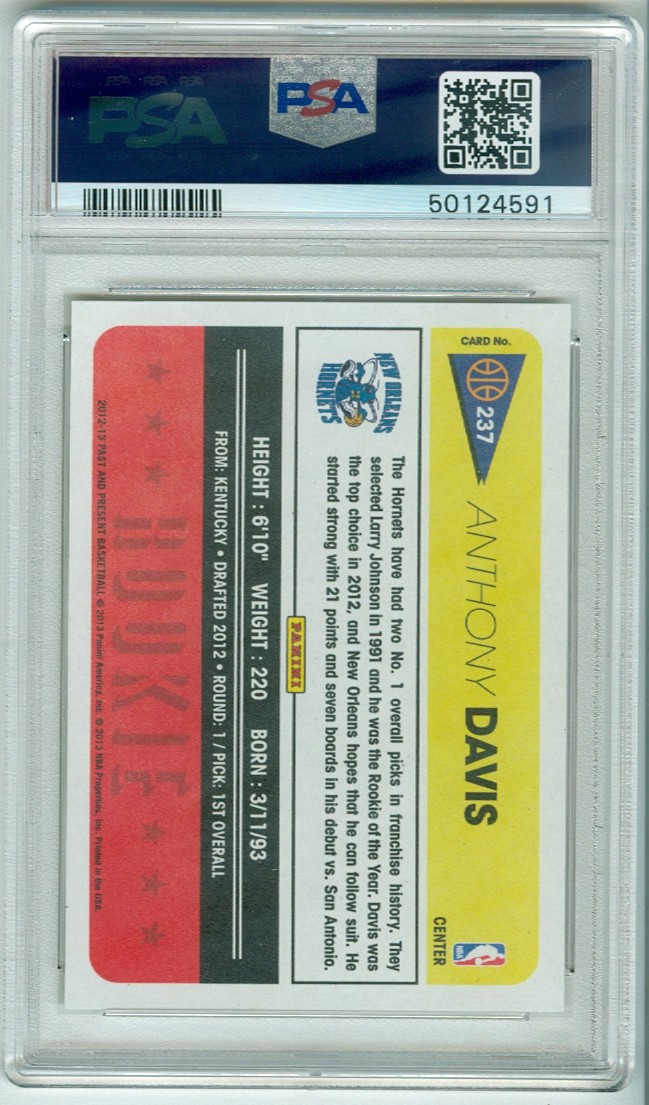 PSA PSA PSA
PSA
PSA
50124591
CARD No.
237
ANTHONY DAVIS
NBA
CENTER
NEW ORLEANS
HORNETS
The Hornets have had two No. 1 overall picks in franchise history. They
selected Larry Johnson in 1991 and he was the Rookie of the Year. Davis was
the top choice in 2012, and New Orleans hopes that he can follow suit. He
started strong with 21 points and seven boards in his debut vs. San Antonio.
PANINI
HEIGHT : 6'10" WEIGHT : 220 BORN : 3/11/93
FROM: KENTUCKY • DRAFTED 2012 • ROUND: 1 / PICK: 1ST OVERALL
ROOKIE
2012-13 PAST AND PRESENT BASKETBALL © 2013 Panini America, Inc. © 2013 NBA Properties, Inc. Printed in the USA.